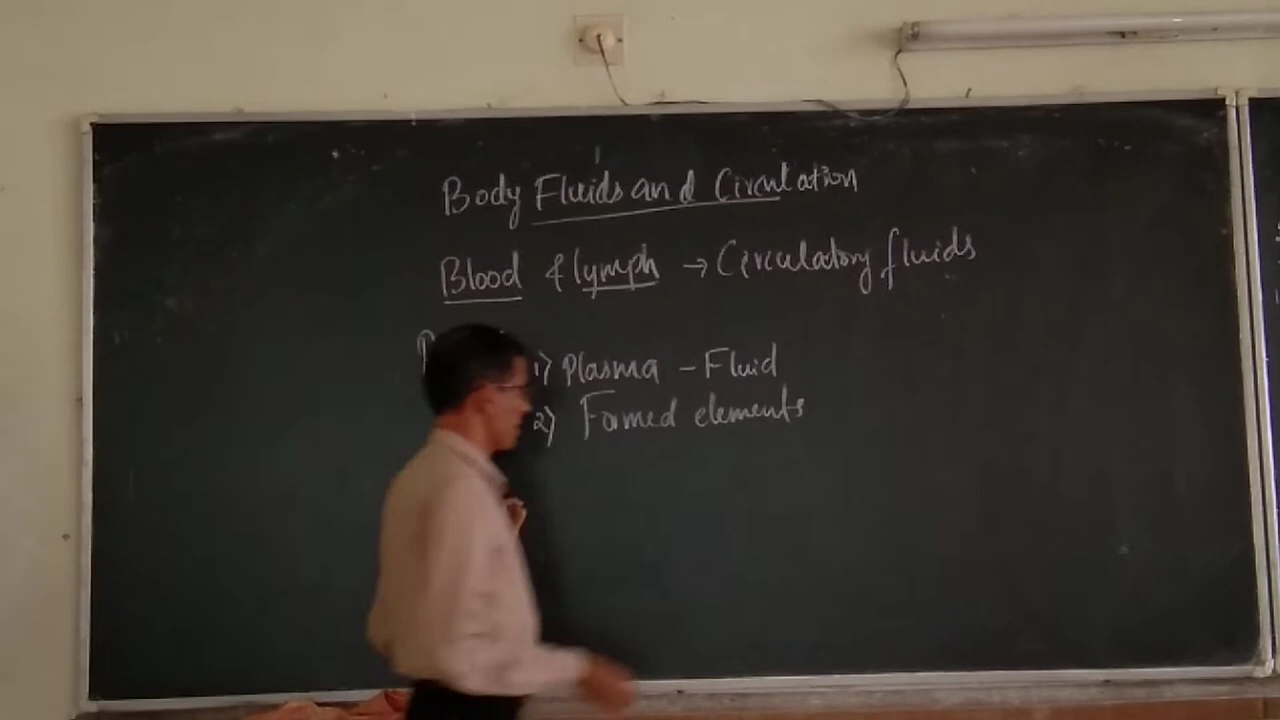 Body Fluids and Circulation
Blood & lymph → Circulatory fluids
1) Plasma - Fluid
2) Formed elements